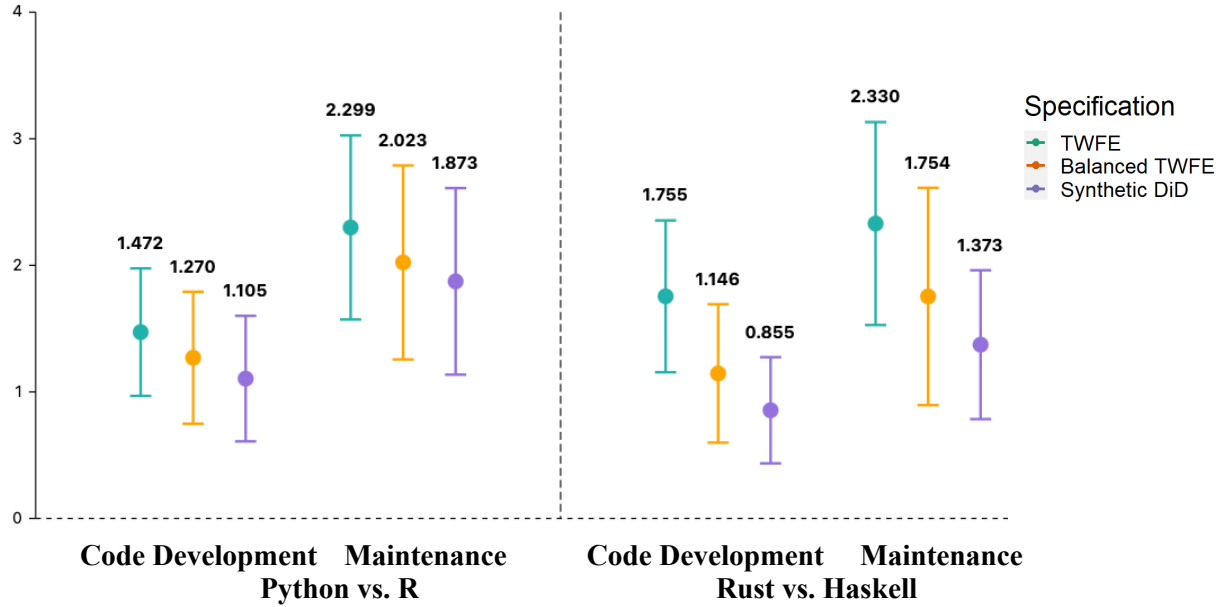 4
3
2
1
0
1.472
1.270
1.105
2.299
2.023
1.873
1.755
1.146
0.855
2.330
1.754
1.373
Specification
TWFE
Balanced TWFE
Synthetic DiD
Code Development Maintenance Code Development Maintenance
Python vs. R Rust vs. Haskell